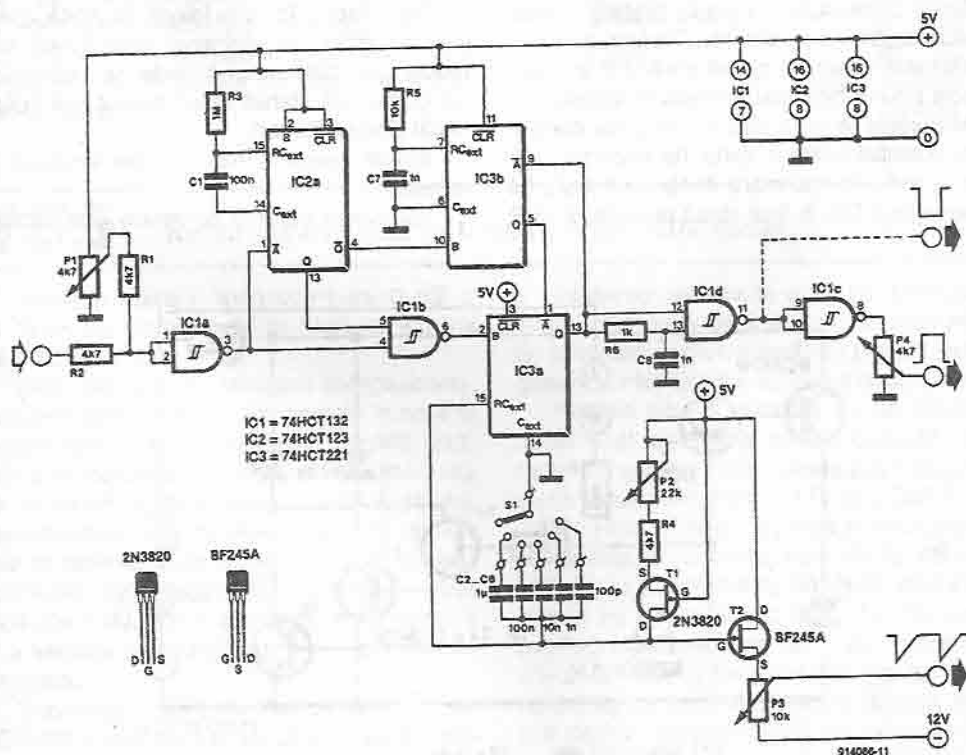 5V
+
14
IC1
7
16
IC2
8
16
IC3
8
0
R3
1M
2
B
3
CLR
15
RCext
IC2a
C1
100n
14
Cext
1
A
Q
4
Q
13
R5
10k
11
CLR
7
RCext
A
9
IC3b
C7
1n
6
Cext
5
Q
10
B
P1
4k7
R1
4k7
R2
4k7
IC1a
1
2
3
IC1b
5
4
6
5V
+
3
CLR
1
A
2
B
Q
13
IC3a
15
RCext
Cext
14
R6
1k
C8
1n
12
13
IC1d
11
9
10
IC1c
8
P4
4k7
IC1 = 74HCT132
IC2 = 74HCT123
IC3 = 74HCT221
5V
+
P2
22k
R4
4k7
S1
C2...C6
1µ
100n
10n
1n
100p
S
T1
G
D
2N3820
T2
D
G
BF245A
S
P3
10k
12V
−
2N3820
D
S
G
BF245A
G
D
S
914086-11